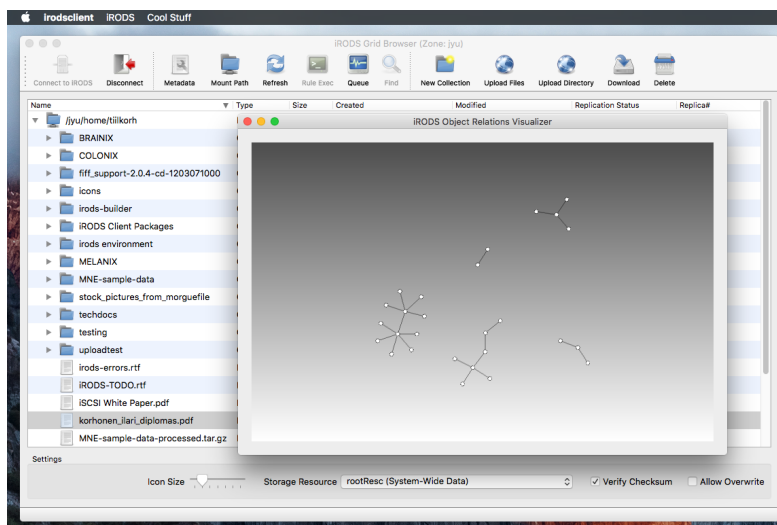 irodsclient iRODS Cool Stuff
iRODS Grid Browser (Zone: jyu)
Connect to iRODS Disconnect Metadata Mount Path Refresh Rule Exec Queue Find New Collection Upload Files Upload Directory Download Delete
Name Type Size Created Modified Replication Status Replica#
/jyu/home/tiilkorh
iRODS Object Relations Visualizer
BRAINIX
COLONIX
fiff_support-2.0.4-cd-1203071000
icons
irods-builder
iRODS Client Packages
irods environment
MELANIX
MNE-sample-data
stock_pictures_from_morguefile
techdocs
testing
uploadtest
irods-errors.rtf
iRODS-TODO.rtf
iSCSI White Paper.pdf
korhonen_ilari_diplomas.pdf
MNE-sample-data-processed.tar.gz
Settings
Icon Size Storage Resource rootResc (System-Wide Data) Verify Checksum Allow Overwrite